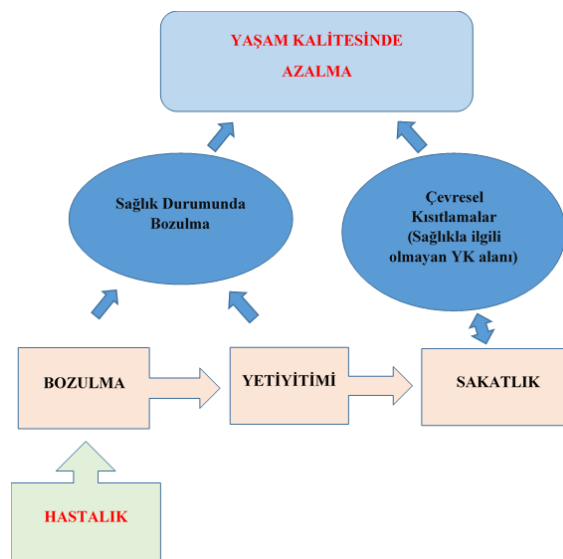 YAŞAM KALİTESİNDE
AZALMA
Sağlık Durumunda
Bozulma
Çevresel
Kısıtlamalar
(Sağlıkla ilgili
olmayan YK alanı)
BOZULMA
YETİYİTİMİ
SAKATLIK
HASTALIK